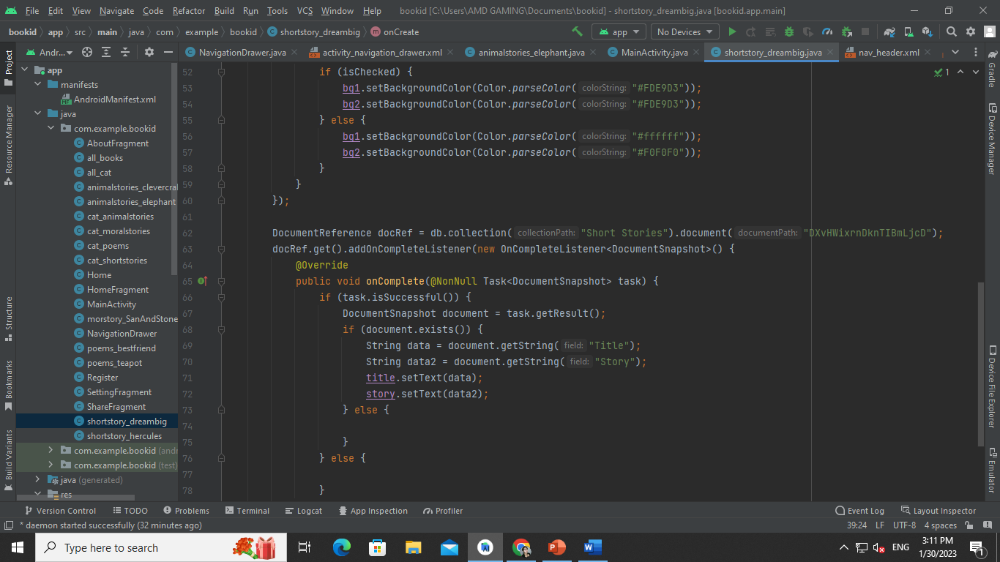 File Edit View Navigate Code Refactor Build Run Tools VCS Window Help bookid [C:\Users\AMD GAMING\Documents\bookid] - shortstory_dreambig.java [bookid.app.main]
bookid app src main java com example bookid shortstory_dreambig onCreate app No Devices
Andr... NavigationDrawer.java activity_navigation_drawer.xml animalstories_elephant.java MainActivity.java shortstory_dreambig.java nav_header.xml
Project
Resource Manager
Structure
Bookmarks
Build Variants
app
manifests
AndroidManifest.xml
java
com.example.bookid
AboutFragment
all_books
all_cat
animalstories_clevercra
animalstories_elephant
cat_animalstories
cat_moralstories
cat_poems
cat_shortstories
Home
HomeFragment
MainActivity
morstory_SanAndStone
NavigationDrawer
poems_bestfriend
poems_teapot
Register
SettingFragment
ShareFragment
shortstory_dreambig
shortstory_hercules
com.example.bookid (andr
com.example.bookid (test)
java (generated)
res
52 if (isChecked) { 1
53 bg1.setBackgroundColor(Color.parseColor( colorString: "#FDE9D3"));
54 bg2.setBackgroundColor(Color.parseColor( colorString: "#FDE9D3"));
55 } else {
56 bg1.setBackgroundColor(Color.parseColor( colorString: "#ffffff"));
57 bg2.setBackgroundColor(Color.parseColor( colorString: "#F0F0F0"));
58 }
59 }
60 });
61
62 DocumentReference docRef = db.collection( collectionPath: "Short Stories").document( documentPath: "DXvHWixrnDknTIBmLjcD");
63 docRef.get().addOnCompleteListener(new OnCompleteListener<DocumentSnapshot>() {
64 @Override
65 public void onComplete(@NonNull Task<DocumentSnapshot> task) {
66 if (task.isSuccessful()) {
67 DocumentSnapshot document = task.getResult();
68 if (document.exists()) {
69 String data = document.getString( field: "Title");
70 String data2 = document.getString( field: "Story");
71 title.setText(data);
72 story.setText(data2);
73 } else {
74
75 }
76 } else {
77
78 }
Gradle
Device Manager
Device File Explorer
Emulator
Version Control TODO Problems Terminal Logcat App Inspection Profiler Event Log Layout Inspector
* daemon started successfully (32 minutes ago) 39:24 LF UTF-8 4 spaces
Type here to search ENG 3:11 PM
1/30/2023 1